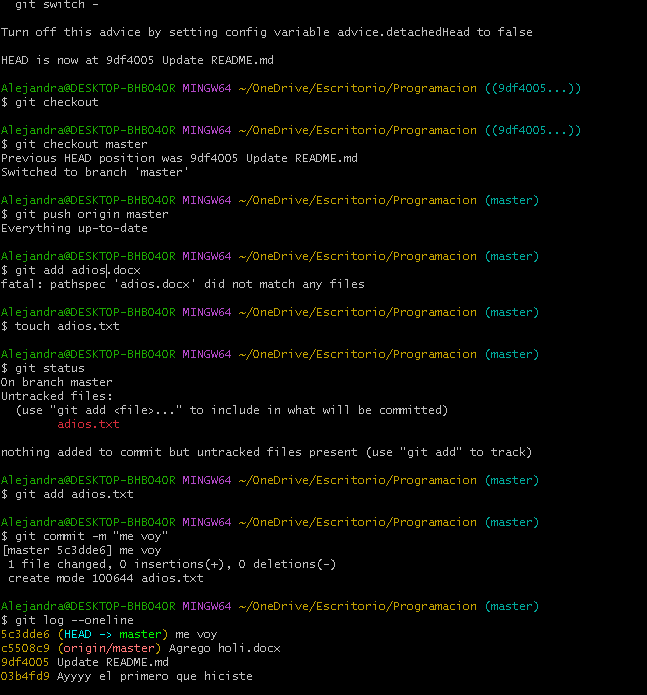 git switch -
Turn off this advice by setting config variable advice.detachedHead to false
HEAD is now at 9df4005 Update README.md
Alejandra@DESKTOP-BHBO4OR MINGW64 ~/OneDrive/Escritorio/Programacion ((9df4005...))
$ git checkout
Alejandra@DESKTOP-BHBO4OR MINGW64 ~/OneDrive/Escritorio/Programacion ((9df4005...))
$ git checkout master
Previous HEAD position was 9df4005 Update README.md
Switched to branch 'master'
Alejandra@DESKTOP-BHBO4OR MINGW64 ~/OneDrive/Escritorio/Programacion (master)
$ git push origin master
Everything up-to-date
Alejandra@DESKTOP-BHBO4OR MINGW64 ~/OneDrive/Escritorio/Programacion (master)
$ git add adios.docx
fatal: pathspec 'adios.docx' did not match any files
Alejandra@DESKTOP-BHBO4OR MINGW64 ~/OneDrive/Escritorio/Programacion (master)
$ touch adios.txt
Alejandra@DESKTOP-BHBO4OR MINGW64 ~/OneDrive/Escritorio/Programacion (master)
$ git status
On branch master
Untracked files:
(use "git add <file>..." to include in what will be committed)
adios.txt
nothing added to commit but untracked files present (use "git add" to track)
Alejandra@DESKTOP-BHBO4OR MINGW64 ~/OneDrive/Escritorio/Programacion (master)
$ git add adios.txt
Alejandra@DESKTOP-BHBO4OR MINGW64 ~/OneDrive/Escritorio/Programacion (master)
$ git commit -m "me voy"
[master 5c3dde6] me voy
1 file changed, 0 insertions(+), 0 deletions(-)
create mode 100644 adios.txt
Alejandra@DESKTOP-BHBO4OR MINGW64 ~/OneDrive/Escritorio/Programacion (master)
$ git log --oneline
5c3dde6 (HEAD -> master) me voy
c5508c9 (origin/master) Agrego holi.docx
9df4005 Update README.md
03b4fd9 Ayyyy el primero que hiciste